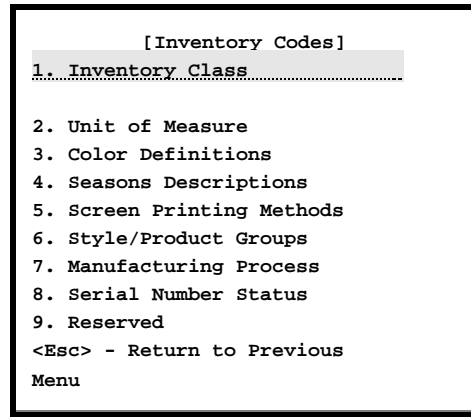 [Inventory Codes]
1. Inventory Class
2. Unit of Measure
3. Color Definitions
4. Seasons Descriptions
5. Screen Printing Methods
6. Style/Product Groups
7. Manufacturing Process
8. Serial Number Status
9. Reserved
<Esc> - Return to Previous
Menu